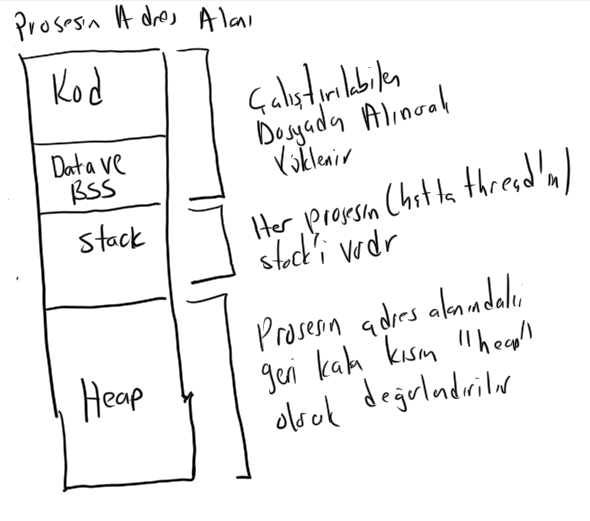 Prosesin Adres Alanı
Kod
Data ve
BSS
Stack
Heap
Çalıştırılabilen
Dosyada Alınarak
Yüklenir
Her prosesin (hatta thread'in)
stack'i vardır
Prosesin adres alanındaki
geri kalan kısım "heap"
olarak değerlendirilir